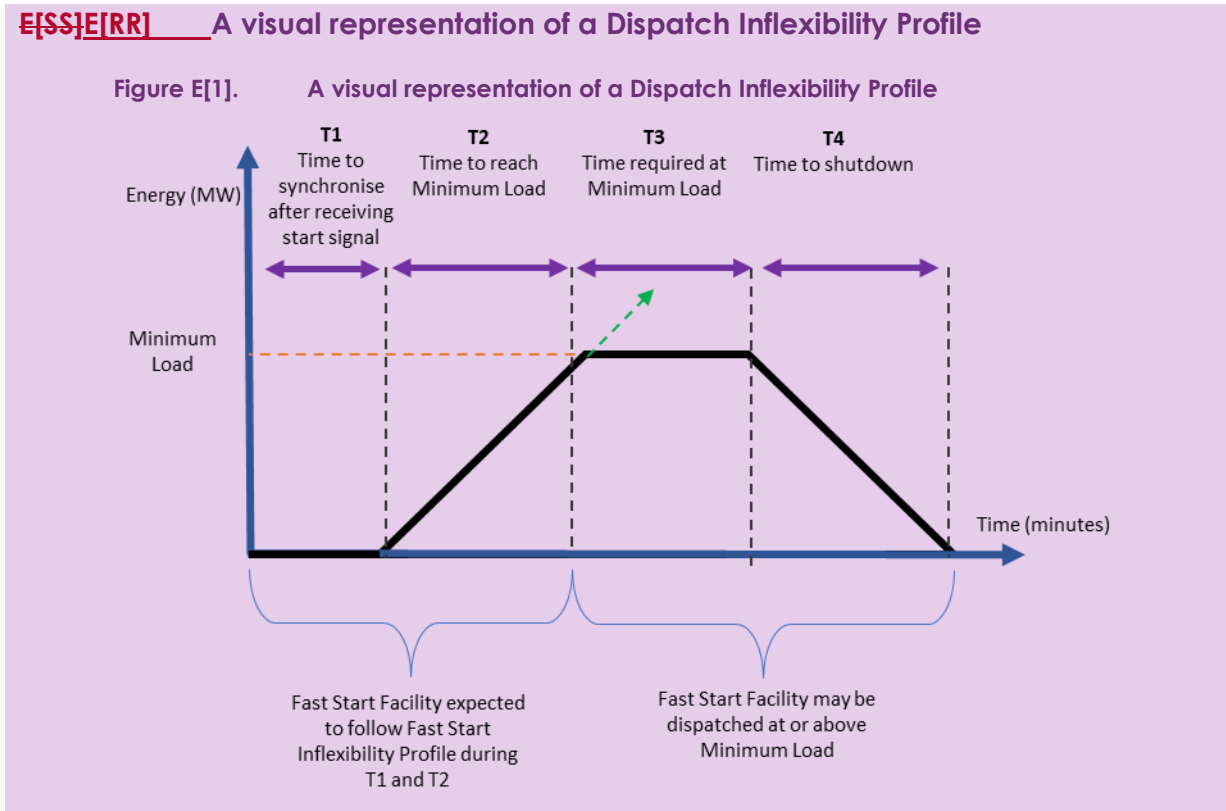 E[SS]E[RR] A visual representation of a Dispatch Inflexibility Profile
Figure E[1]. A visual representation of a Dispatch Inflexibility Profile
T1
Time to
synchronise
after receiving
start signal
T2
Time to reach
Minimum Load
T3
Time required at
Minimum Load
T4
Time to shutdown
Energy (MW)
Minimum
Load
Time (minutes)
Fast Start Facility expected
to follow Fast Start
Inflexibility Profile during
T1 and T2
Fast Start Facility may be
dispatched at or above
Minimum Load